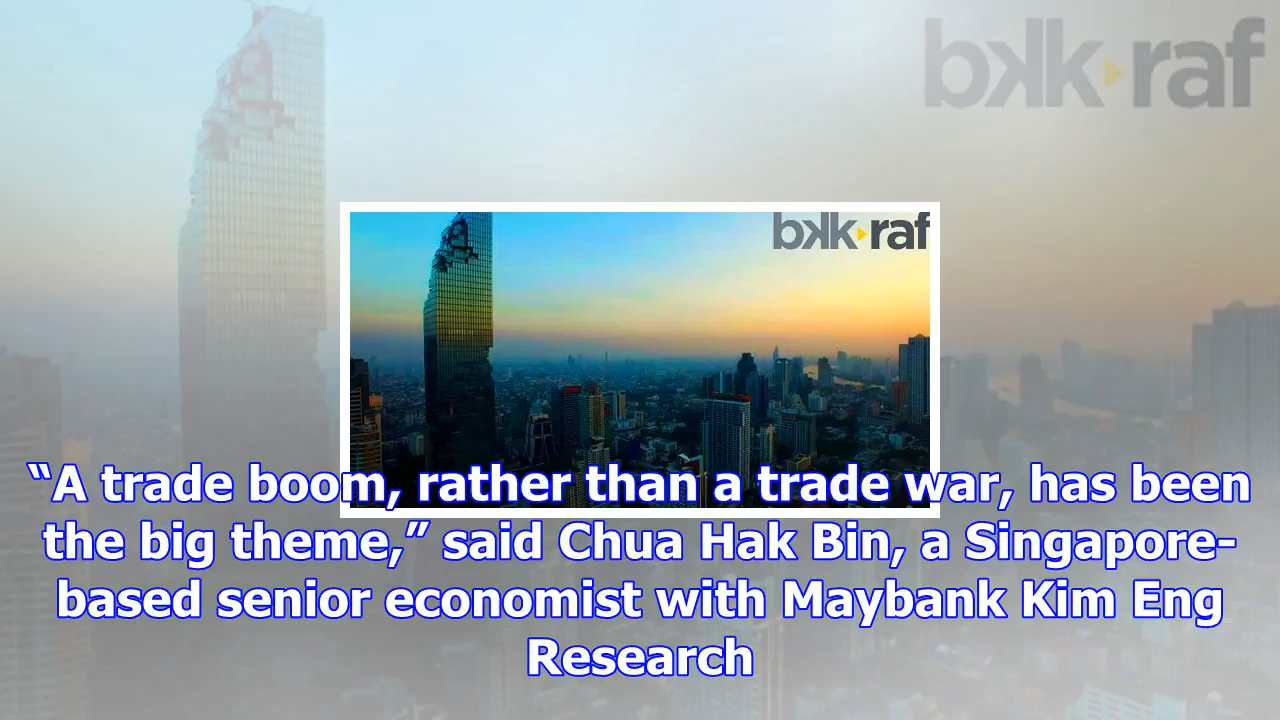 bkk raf
bkk raf
“A trade boom, rather than a trade war, has been
the big theme,” said Chua Hak Bin, a Singapore-
based senior economist with Maybank Kim Eng
Research